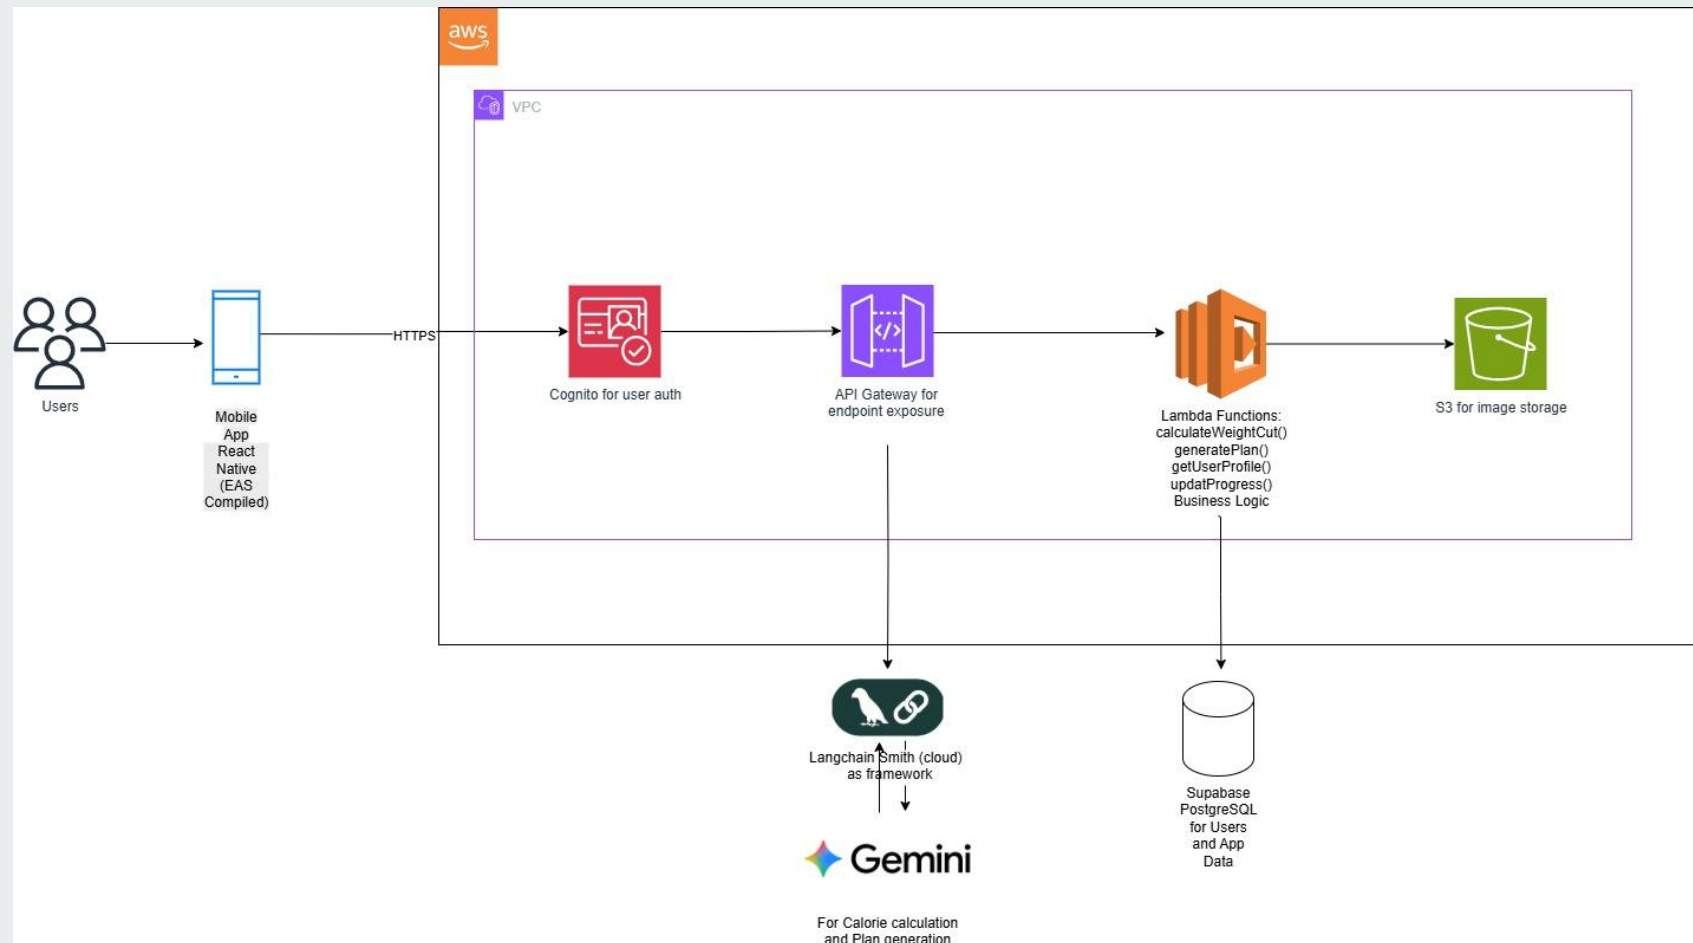 aws
VPC
HTTPS
Users
Mobile
App
React
Native
(EAS
Compiled)
Cognito for user auth
API Gateway for
endpoint exposure
Lambda Functions:
calculateWeightCut()
generatePlan()
getUserProfile()
updatProgress()
Business Logic
S3 for image storage
Langchain Smith (cloud)
as framework
Gemini
For Calorie calculation
and Plan generation
Supabase
PostgreSQL
for Users
and App
Data